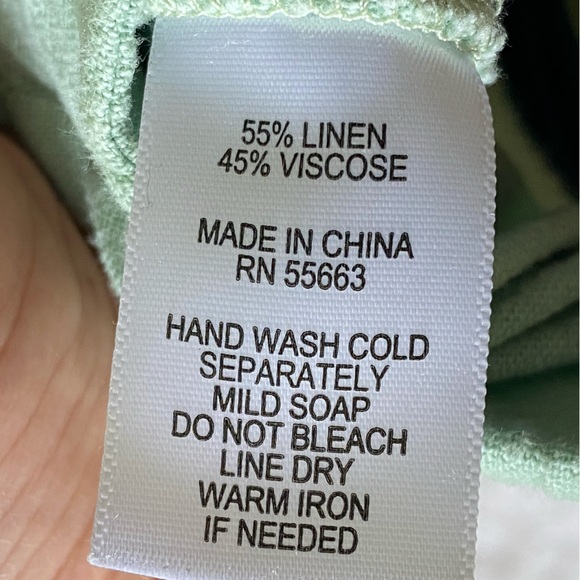 55% LINEN
45% VISCOSE
MADE IN CHINA
RN 55663
HAND WASH COLD
SEPARATELY
MILD SOAP
DO NOT BLEACH
LINE DRY
WARM IRON
IF NEEDED